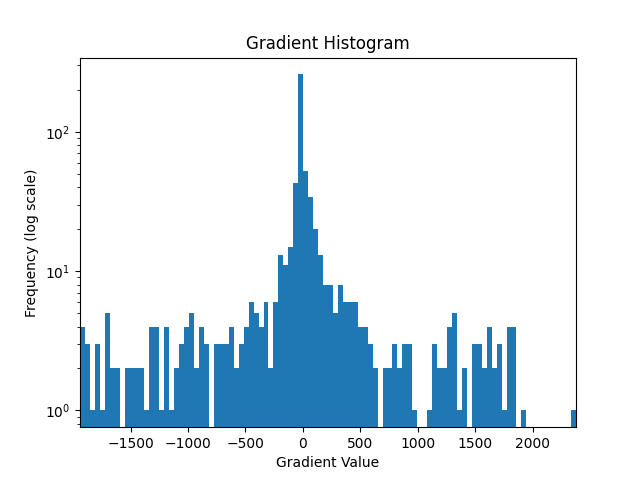 Gradient Histogram
Frequency (log scale)
10²
10¹
10⁰
−1500 −1000 −500 0 500 1000 1500 2000
Gradient Value